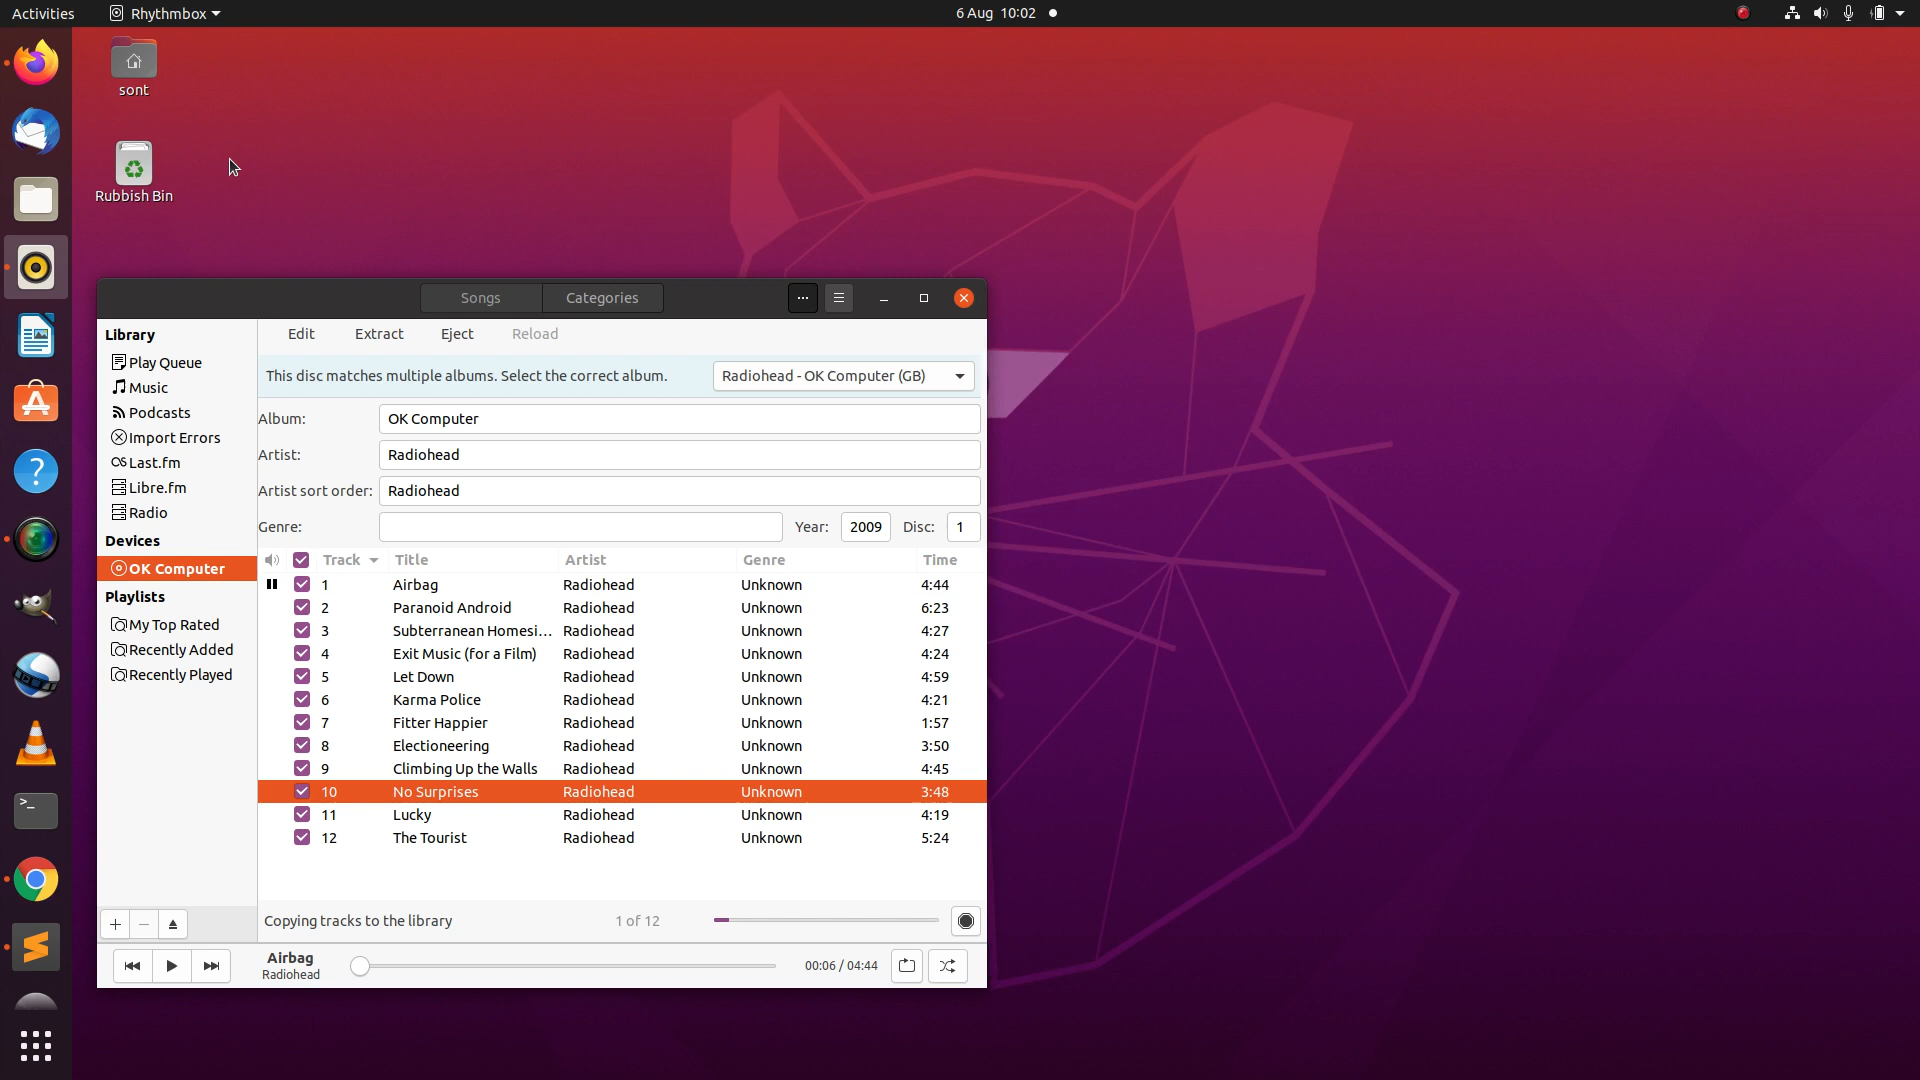 Activities Rhythmbox 6 Aug 10:02
sont
Rubbish Bin
Songs Categories
Library
Play Queue
Music
Podcasts
Import Errors
Last.fm
Libre.fm
Radio
Devices
OK Computer
Playlists
My Top Rated
Recently Added
Recently Played
Edit Extract Eject Reload
This disc matches multiple albums. Select the correct album. Radiohead - OK Computer (GB)
Album: OK Computer
Artist: Radiohead
Artist sort order: Radiohead
Genre: Year: 2009 Disc: 1
Track Title Artist Genre Time
1 Airbag Radiohead Unknown 4:44
2 Paranoid Android Radiohead Unknown 6:23
3 Subterranean Homesi... Radiohead Unknown 4:27
4 Exit Music (for a Film) Radiohead Unknown 4:24
5 Let Down Radiohead Unknown 4:59
6 Karma Police Radiohead Unknown 4:21
7 Fitter Happier Radiohead Unknown 1:57
8 Electioneering Radiohead Unknown 3:50
9 Climbing Up the Walls Radiohead Unknown 4:45
10 No Surprises Radiohead Unknown 3:48
11 Lucky Radiohead Unknown 4:19
12 The Tourist Radiohead Unknown 5:24
Copying tracks to the library 1 of 12
Airbag
Radiohead
00:06 / 04:44